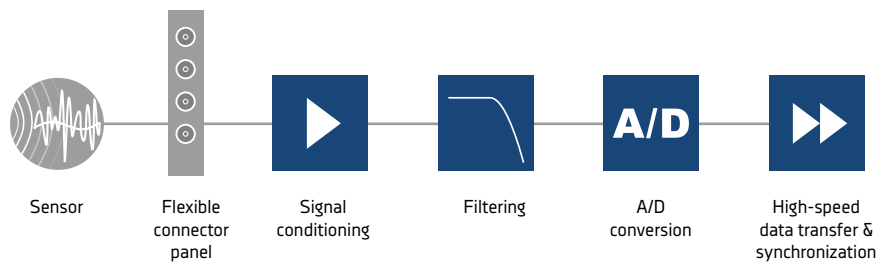 A/D
Sensor
Flexible
connector
panel
Signal
conditioning
Filtering
A/D
conversion
High-speed
data transfer &
synchronization